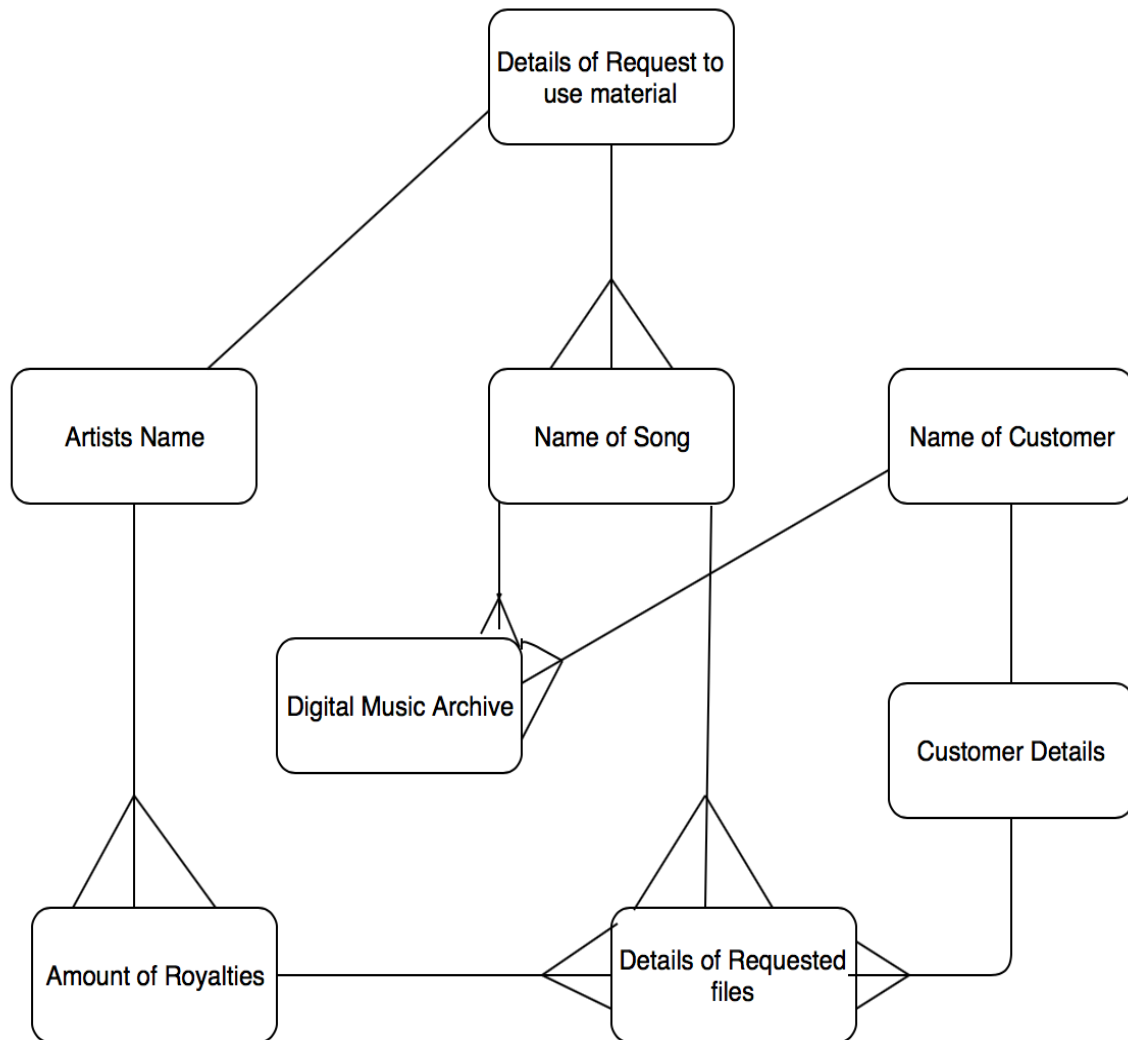 Details of Request to
use material
Artists Name
Name of Song
Name of Customer
Digital Music Archive
Customer Details
Amount of Royalties
Details of Requested
files